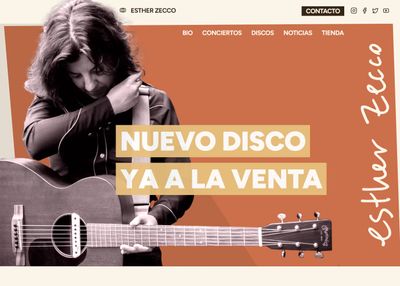 ESTHER ZECCO
CONTACTO
BIO CONCIERTOS DISCOS NOTICIAS TIENDA
NUEVO DISCO
YA A LA VENTA
esther Zecco